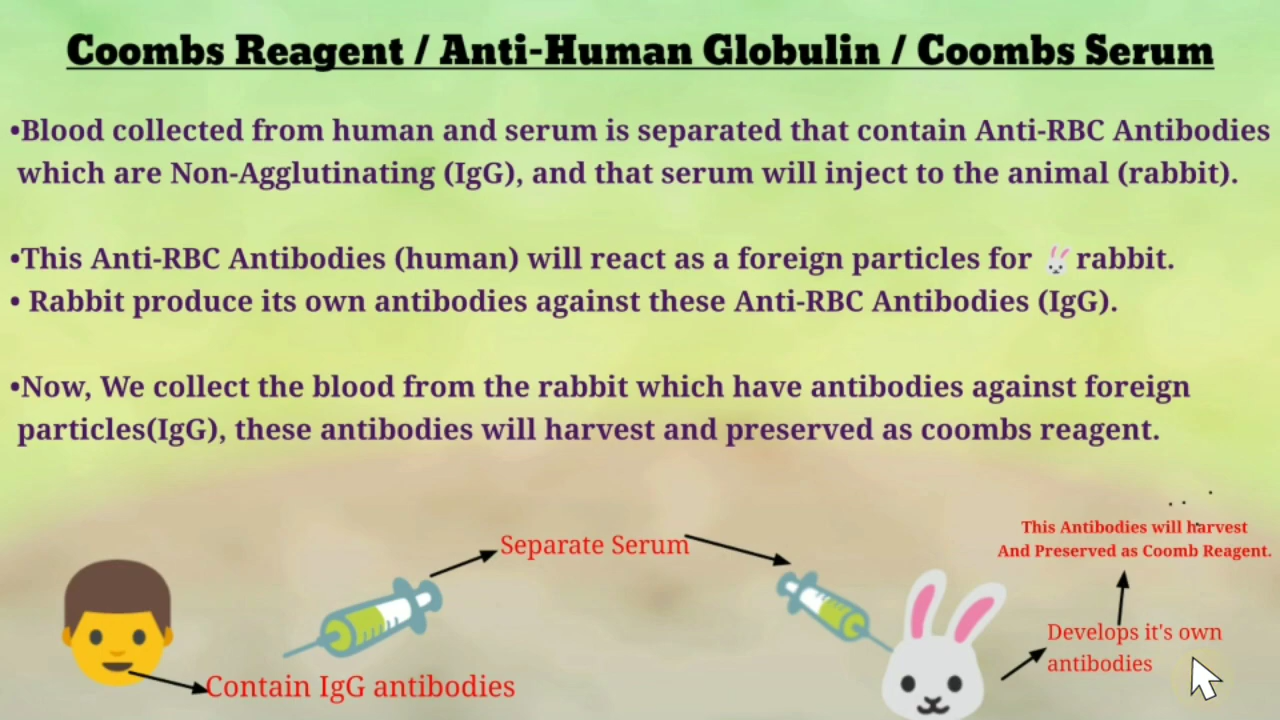 Coombs Reagent / Anti-Human Globulin / Coombs Serum
•Blood collected from human and serum is separated that contain Anti-RBC Antibodies
which are Non-Agglutinating (IgG), and that serum will inject to the animal (rabbit).
•This Anti-RBC Antibodies (human) will react as a foreign particles for 🐰 rabbit.
• Rabbit produce its own antibodies against these Anti-RBC Antibodies (IgG).
•Now, We collect the blood from the rabbit which have antibodies against foreign
particles(IgG), these antibodies will harvest and preserved as coombs reagent.
This Antibodies will harvest
And Preserved as Coomb Reagent.
Separate Serum
Develops it's own
antibodies
Contain IgG antibodies